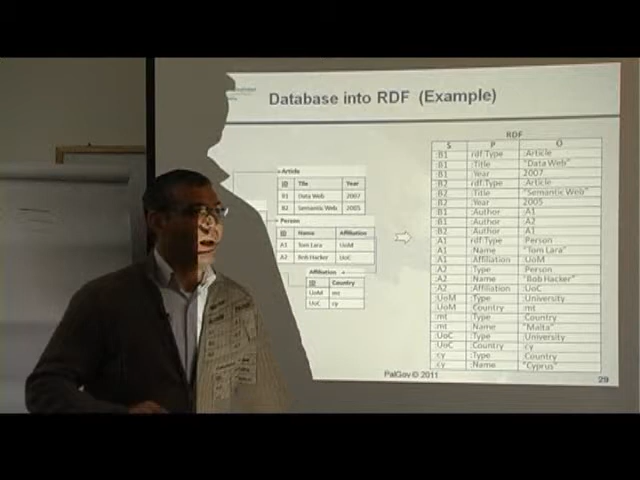 Database into RDF (Example)
Article
ID Title Year
B1 Data Web 2007
B2 Semantic Web 2005
Person
ID Name Affiliation
A1 Tom Lara UoM
A2 Bob Hacker UoC
Affiliation
ID Country
UoM mt
UoC cy
RDF
S P O
:B1 rdf:Type :Article
:B1 :Title "Data Web"
:B1 :Year 2007
:B2 rdf:Type :Article
:B2 :Title "Semantic Web"
:B2 :Year 2005
:B1 :Author :A1
:B2 :Author :A2
:B2 :Author :A1
:A1 rdf:Type :Person
:A1 :Name "Tom Lara"
:A1 :Affiliation :UoM
:A2 :Type :Person
:A2 :Name "Bob Hacker"
:A2 :Affiliation :UoC
:UoM :Type :University
:UoM :Country :mt
:mt :Type :Country
:mt :Name "Malta"
:UoC :Type :University
:UoC :Country :cy
:cy :Type :Country
:cy :Name "Cyprus"
PalGov © 2011
29